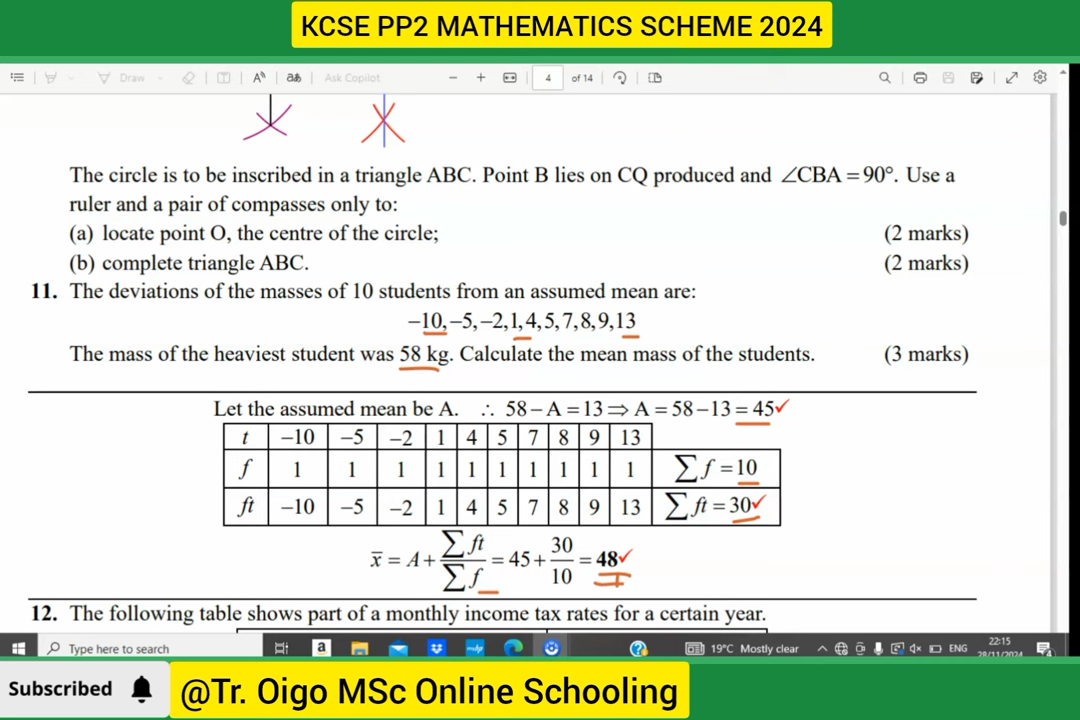 KCSE PP2 MATHEMATICS SCHEME 2024
Draw
Ask Copilot
4 of 14
The circle is to be inscribed in a triangle ABC. Point B lies on CQ produced and ∠CBA = 90°. Use a
ruler and a pair of compasses only to:
(a) locate point O, the centre of the circle; (2 marks)
(b) complete triangle ABC. (2 marks)
11. The deviations of the masses of 10 students from an assumed mean are:
−10, −5, −2, 1, 4, 5, 7, 8, 9, 13
The mass of the heaviest student was 58 kg. Calculate the mean mass of the students. (3 marks)
Let the assumed mean be A. ∴ 58 − A = 13 ⇒ A = 58 − 13 = 45✓
t −10 −5 −2 1 4 5 7 8 9 13
f 1 1 1 1 1 1 1 1 1 1 ∑f = 10
ft −10 −5 −2 1 4 5 7 8 9 13 ∑ft = 30✓
x̄ = A + ∑ft / ∑f = 45 + 30/10 = 48✓
12. The following table shows part of a monthly income tax rates for a certain year.
Type here to search
a
19°C Mostly clear
ENG
22:15
28/11/2024
4
Subscribed
@Tr. Oigo MSc Online Schooling